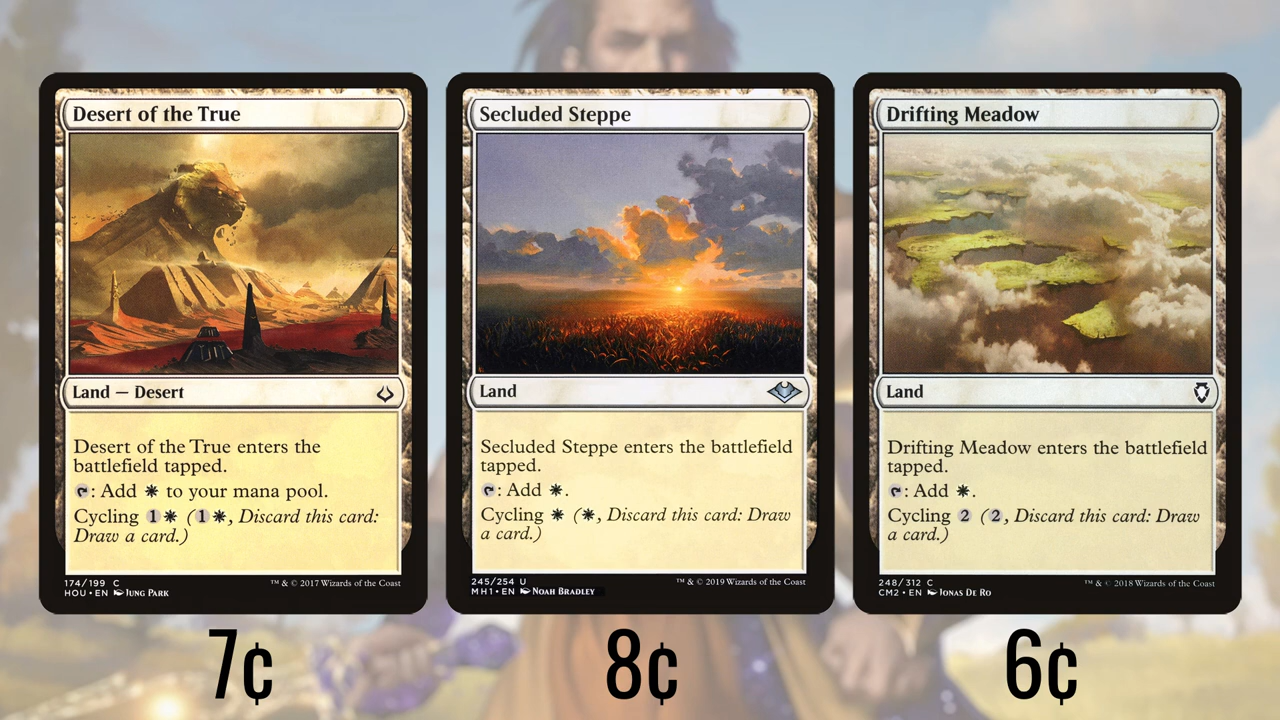 Desert of the True
Land — Desert
Desert of the True enters the
battlefield tapped.
: Add to your mana pool.
Cycling 1 (1 , Discard this card:
Draw a card.)
174/199 C
HOU • EN Jung Park
™ & © 2017 Wizards of the Coast
7¢
Secluded Steppe
Land
Secluded Steppe enters the battlefield
tapped.
: Add .
Cycling ( , Discard this card: Draw
a card.)
245/254 U
MH1 • EN Noah Bradley
™ & © 2019 Wizards of the Coast
8¢
Drifting Meadow
Land
Drifting Meadow enters the battlefield
tapped.
: Add .
Cycling 2 (2, Discard this card: Draw
a card.)
248/312 C
CM2 • EN Jonas De Ro
™ & © 2018 Wizards of the Coast
6¢